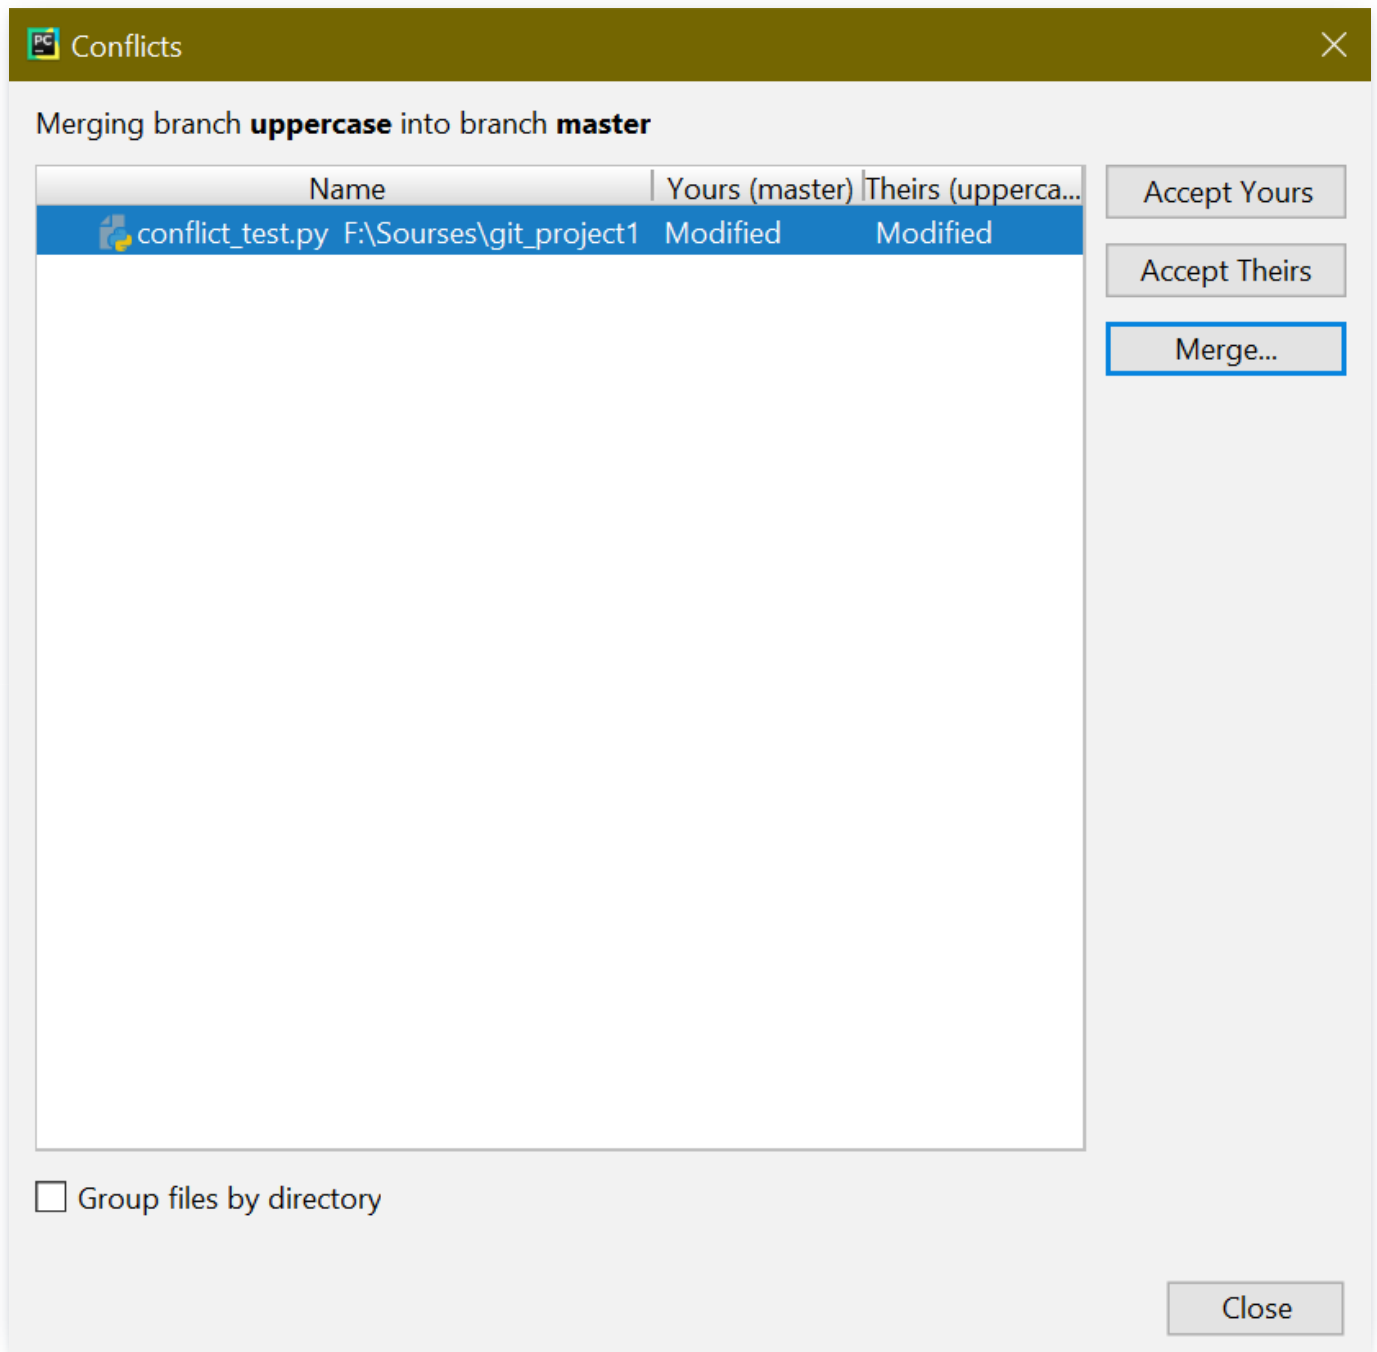 PC Conflicts
Merging branch uppercase into branch master
Name Yours (master) Theirs (upperca...
conflict_test.py F:\Sourses\git_project1 Modified Modified
Accept Yours
Accept Theirs
Merge...
Group files by directory
Close